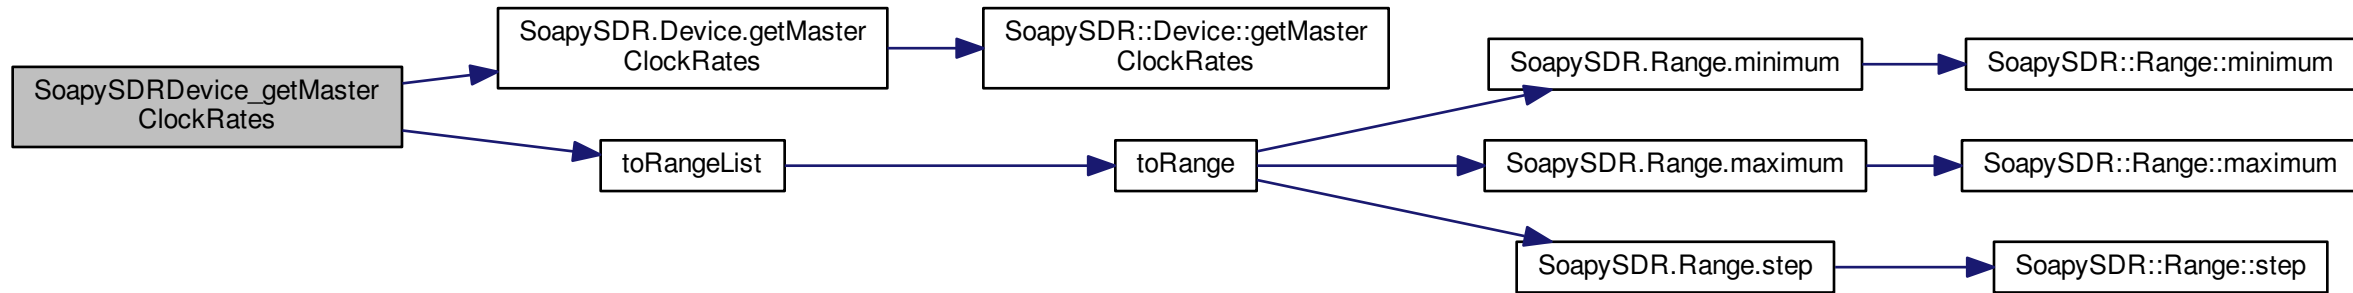 SoapySDRDevice_getMaster
ClockRates
SoapySDR.Device.getMaster
ClockRates
SoapySDR::Device::getMaster
ClockRates
toRangeList
toRange
SoapySDR.Range.minimum
SoapySDR::Range::minimum
SoapySDR.Range.maximum
SoapySDR::Range::maximum
SoapySDR.Range.step
SoapySDR::Range::step